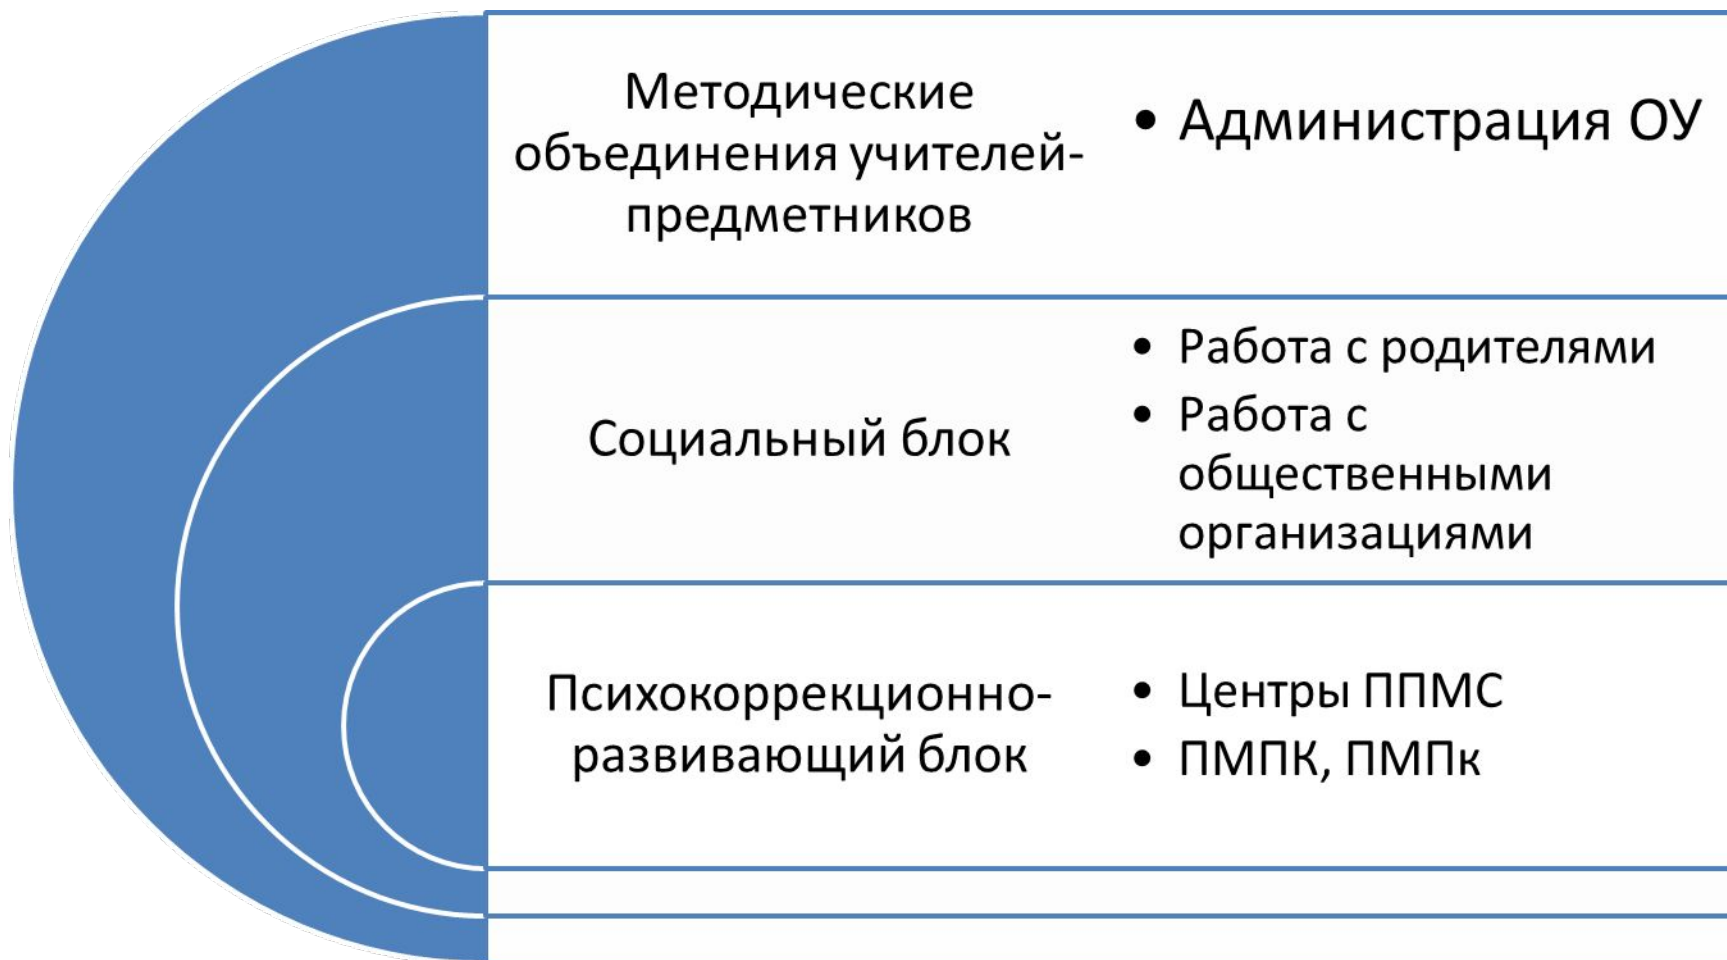 Методические
объединения учителей-
предметников
• Администрация ОУ
Социальный блок
• Работа с родителями
• Работа с
общественными
организациями
Психокоррекционно-
развивающий блок
• Центры ППМС
• ПМПК, ПМПк